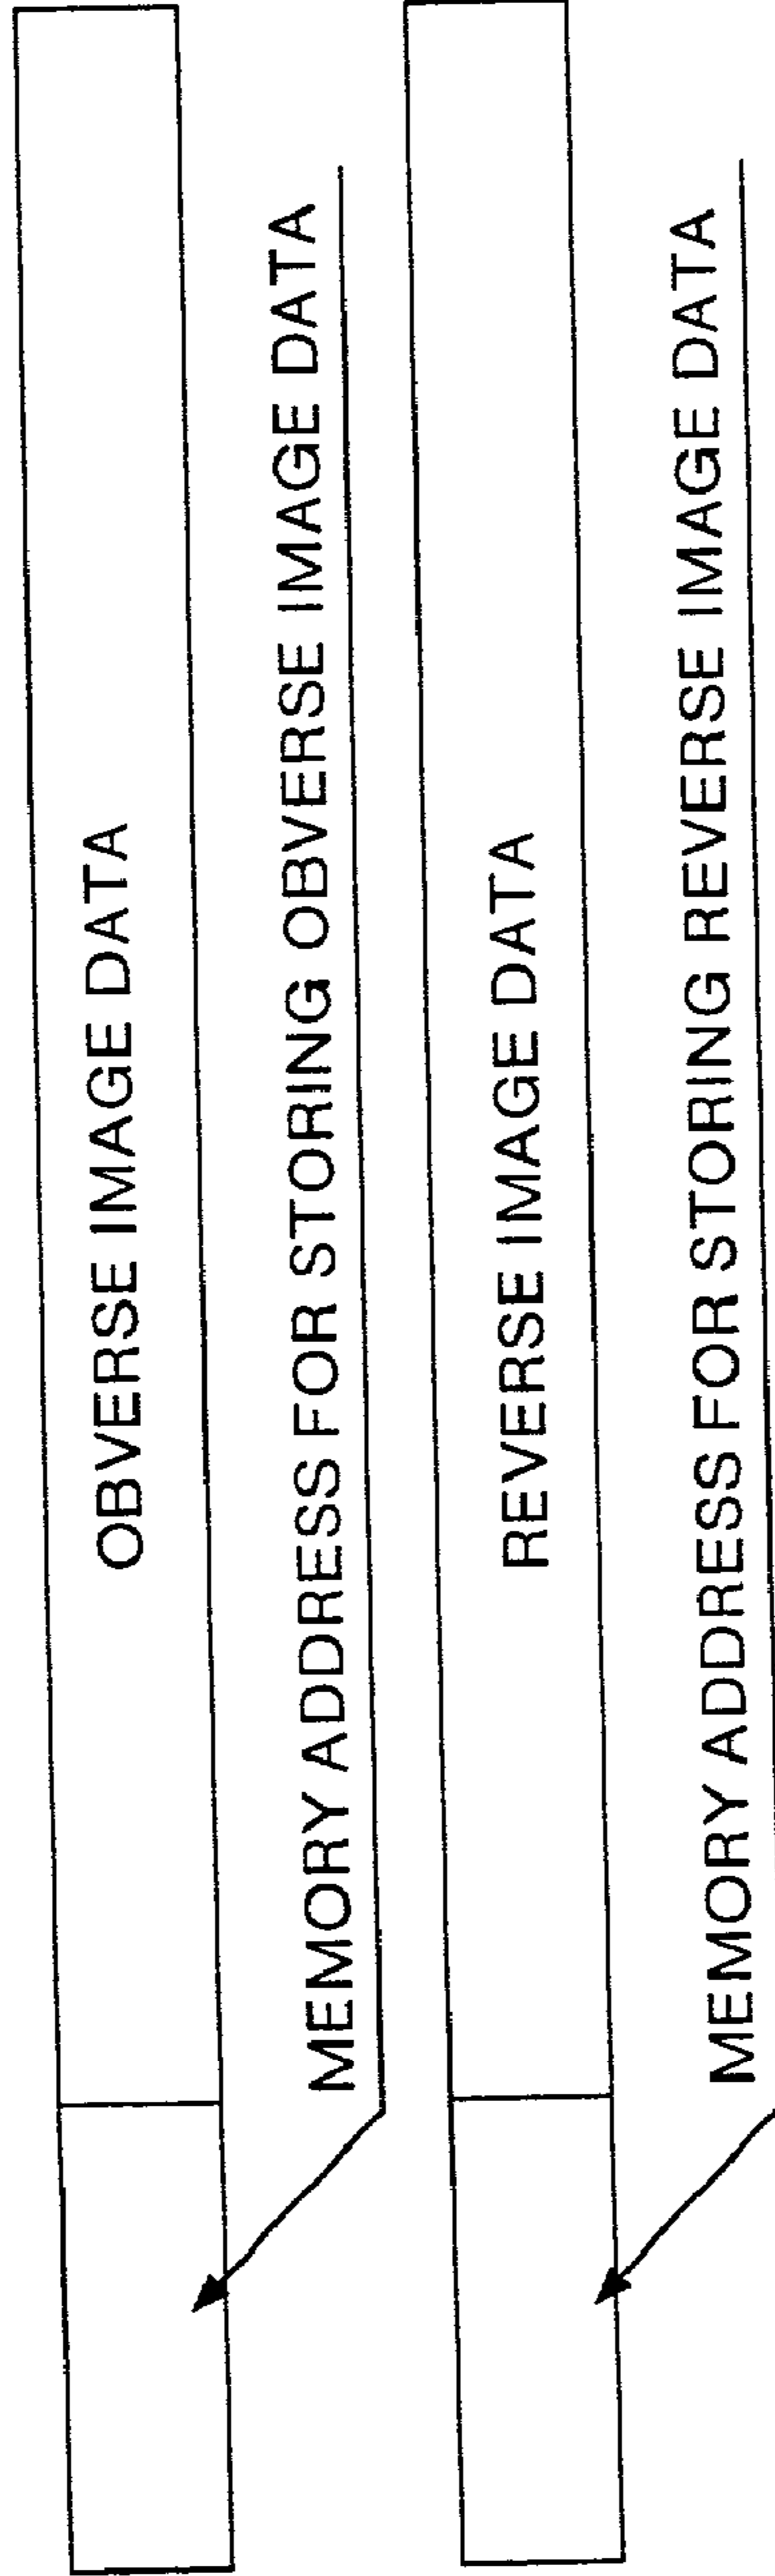 OBVERSE IMAGE DATA
MEMORY ADDRESS FOR STORING OBVERSE IMAGE DATA
REVERSE IMAGE DATA
MEMORY ADDRESS FOR STORING REVERSE IMAGE DATA